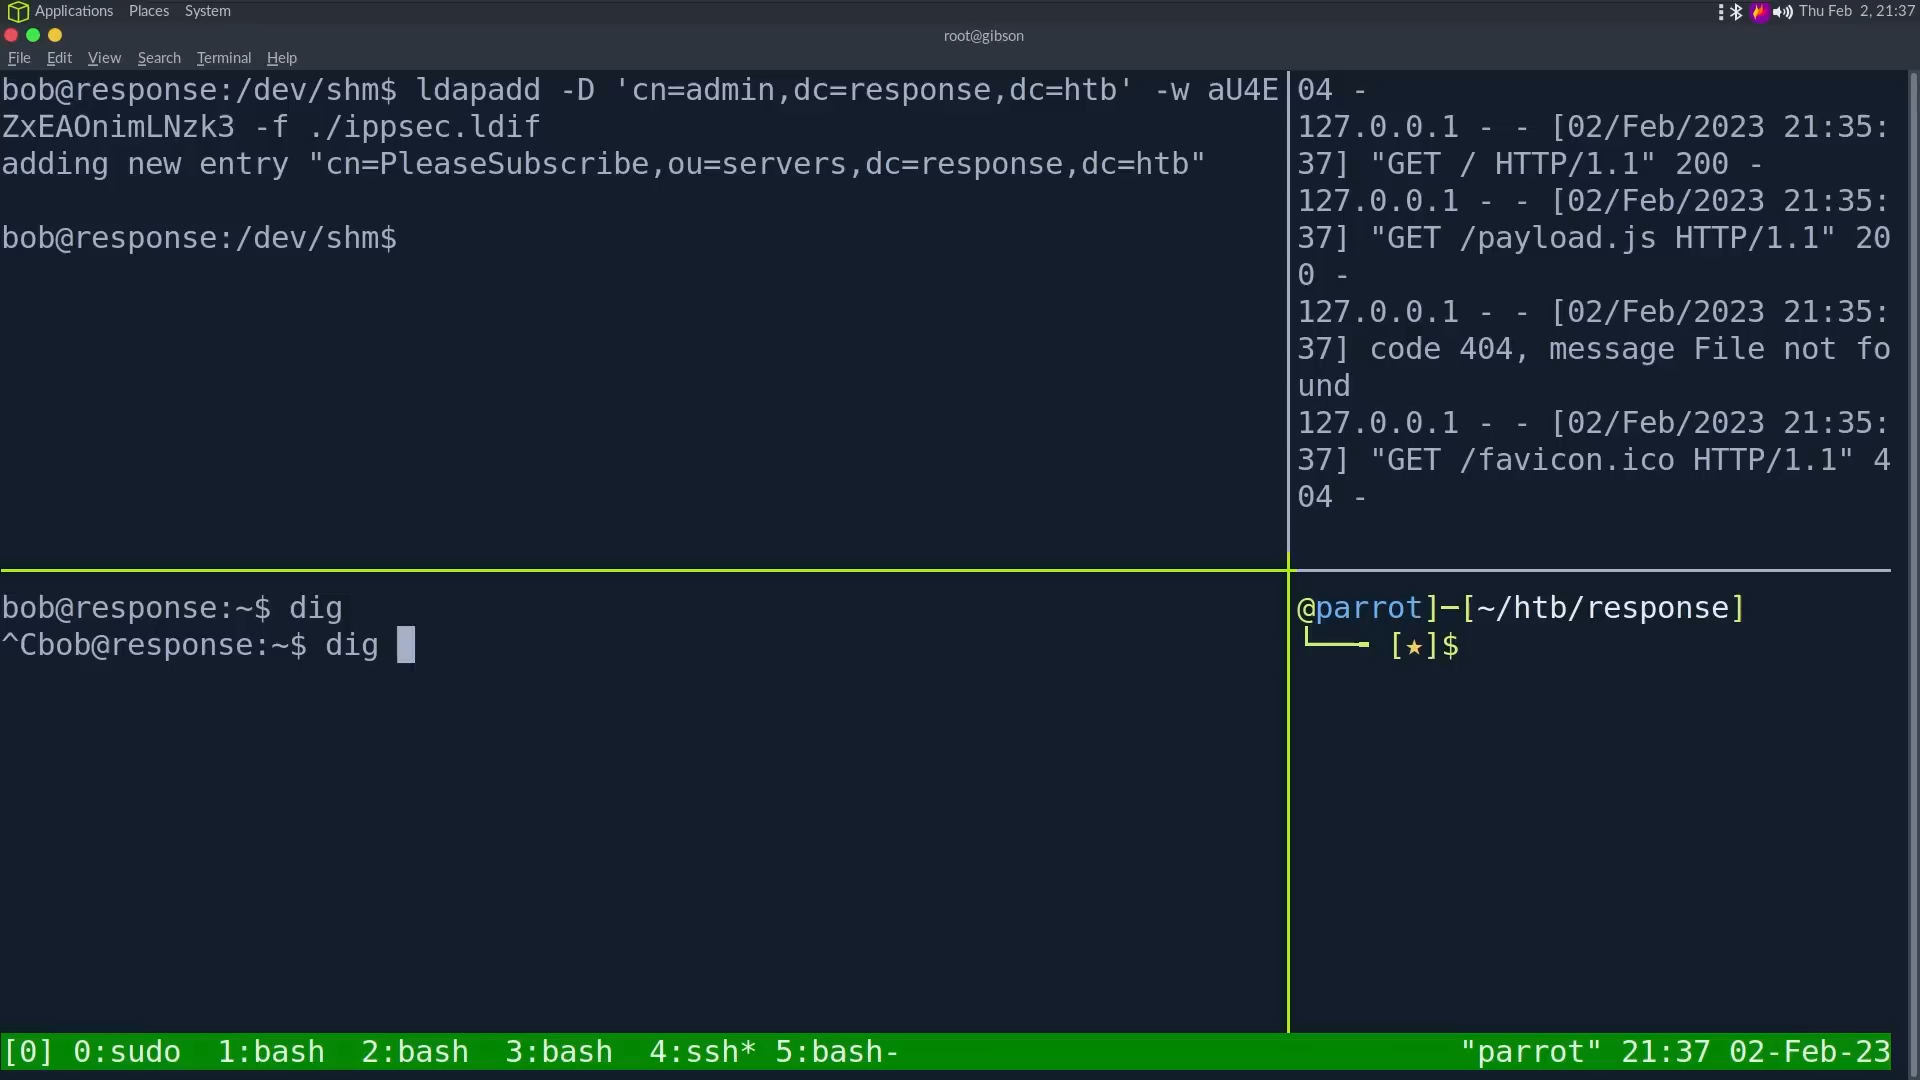 Applications Places System Thu Feb 2, 21:37
root@gibson
File Edit View Search Terminal Help
bob@response:/dev/shm$ ldapadd -D 'cn=admin,dc=response,dc=htb' -w aU4E
ZxEAOnimLNzk3 -f ./ippsec.ldif
adding new entry "cn=PleaseSubscribe,ou=servers,dc=response,dc=htb"
bob@response:/dev/shm$
04 -
127.0.0.1 - - [02/Feb/2023 21:35:
37] "GET / HTTP/1.1" 200 -
127.0.0.1 - - [02/Feb/2023 21:35:
37] "GET /payload.js HTTP/1.1" 20
0 -
127.0.0.1 - - [02/Feb/2023 21:35:
37] code 404, message File not fo
und
127.0.0.1 - - [02/Feb/2023 21:35:
37] "GET /favicon.ico HTTP/1.1" 4
04 -
bob@response:~$ dig
^Cbob@response:~$ dig
@parrot]─[~/htb/response]
└──╼ [★]$
[0] 0:sudo 1:bash 2:bash 3:bash 4:ssh* 5:bash- "parrot" 21:37 02-Feb-23